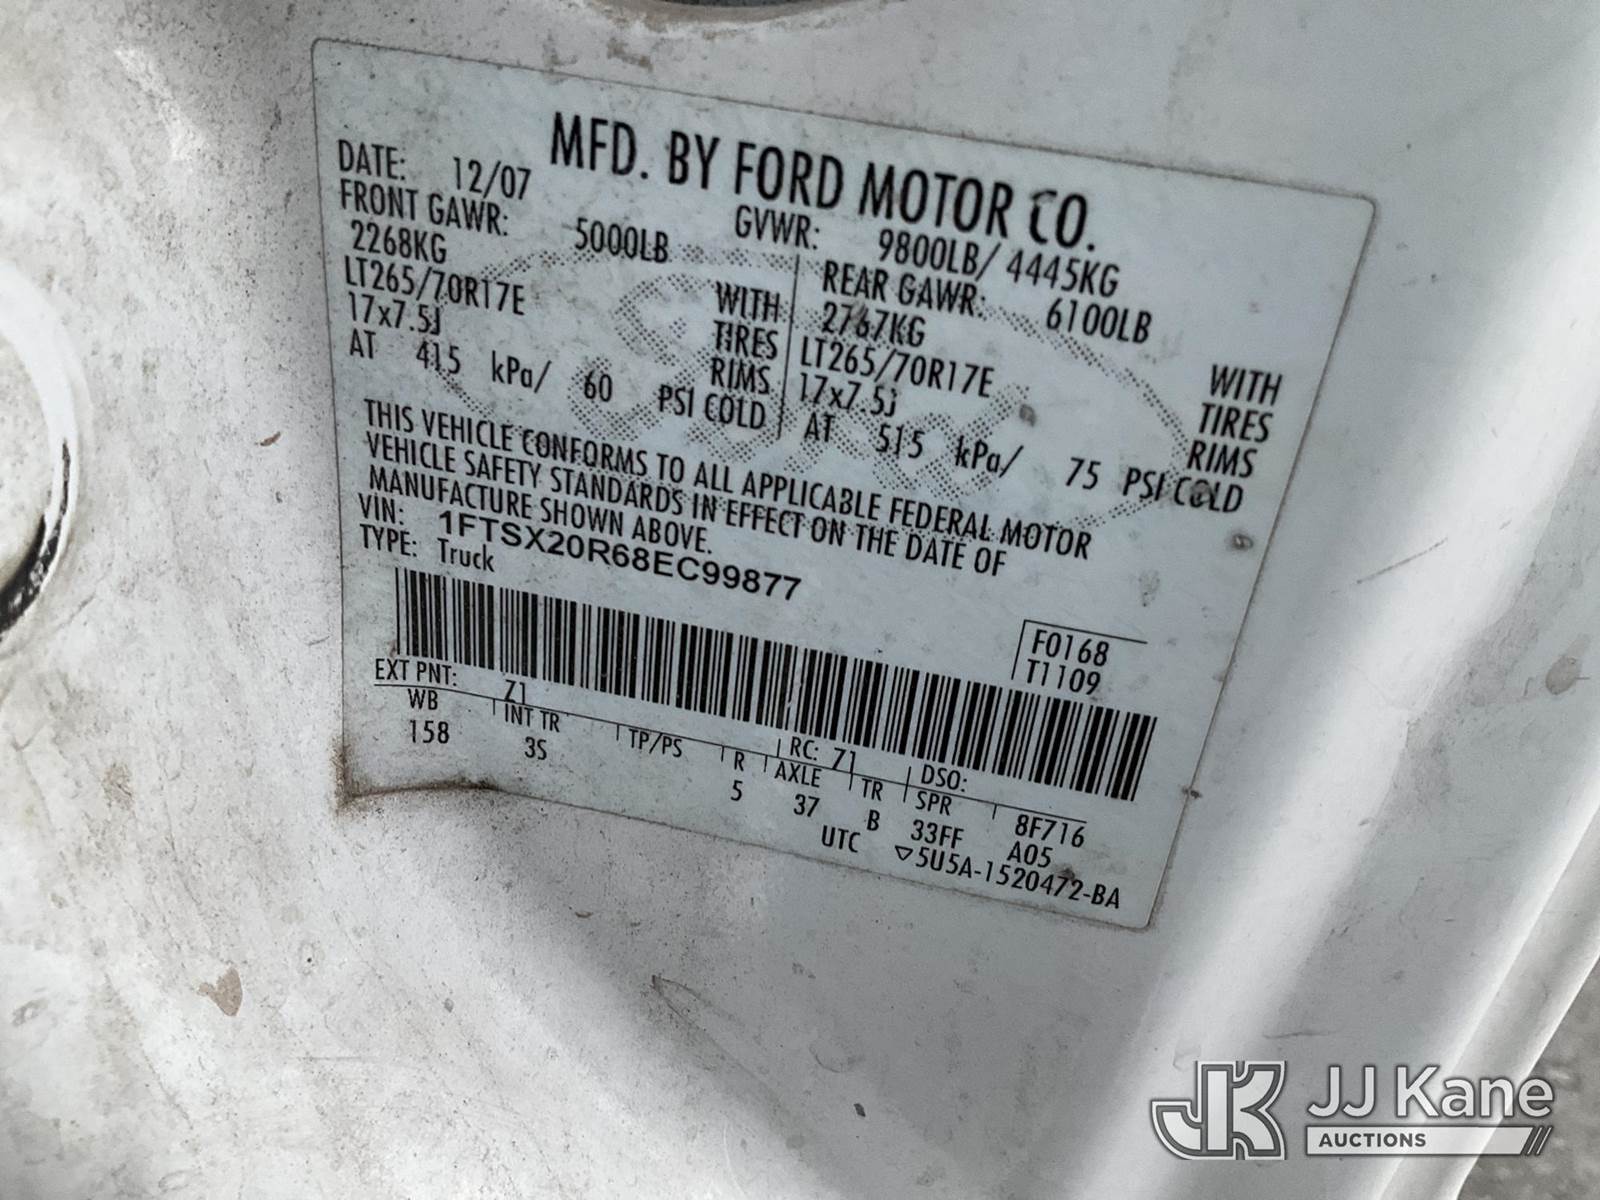 MFD. BY FORD MOTOR CO.
DATE: 12/07 GVWR: 9800LB/ 4445KG
FRONT GAWR: 5000LB REAR GAWR: 6100LB
2268KG WITH 2767KG WITH
LT265/70R17E TIRES LT265/70R17E TIRES
17x7.5J RIMS 17x7.5J RIMS
AT 415 kPa/ 60 PSI COLD AT 515 kPa/ 75 PSI COLD
THIS VEHICLE CONFORMS TO ALL APPLICABLE FEDERAL MOTOR
VEHICLE SAFETY STANDARDS IN EFFECT ON THE DATE OF
MANUFACTURE SHOWN ABOVE.
VIN: 1FTSX20R68EC99877
TYPE: Truck
F0168
T1109
EXT PNT: Z1 RC: Z1 DSO:
WB INT TR TP/PS R AXLE TR SPR 8F716
158 3S 5 37 B 33FF A05
UTC ▽5U5A-1520472-BA
JK JJ Kane
AUCTIONS